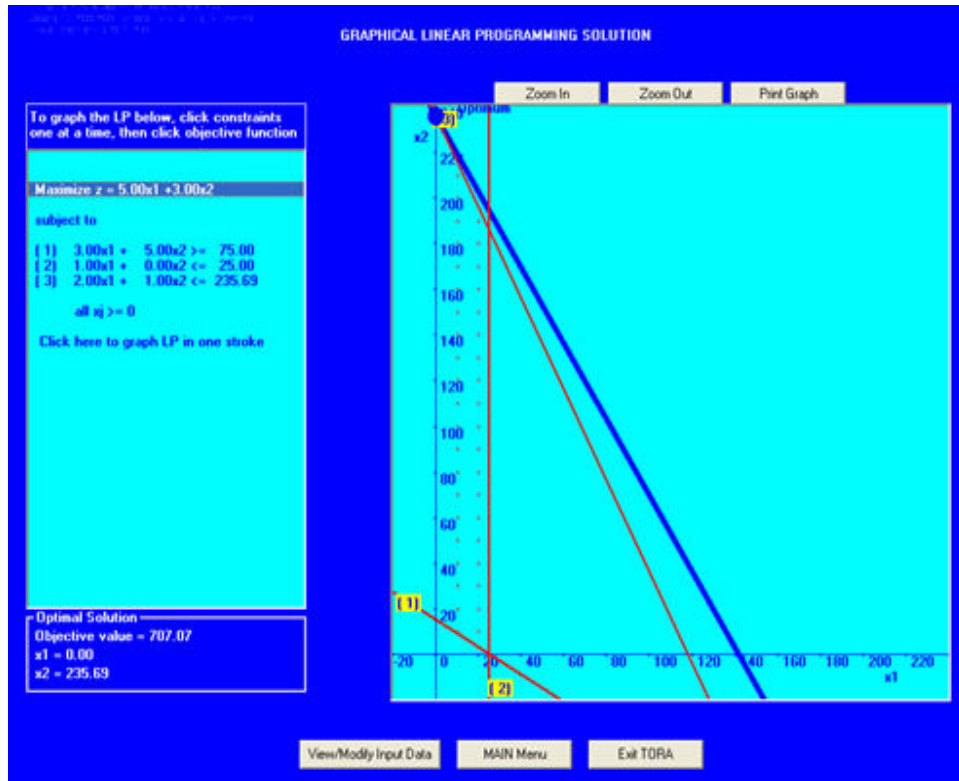 GRAPHICAL LINEAR PROGRAMMING SOLUTION
Zoom In Zoom Out Print Graph
To graph the LP below, click constraints
one at a time, then click objective function
Maximize z = 5.00x1 +3.00x2
subject to
( 1) 3.00x1 + 5.00x2 >= 75.00
( 2) 1.00x1 + 0.00x2 <= 25.00
( 3) 2.00x1 + 1.00x2 <= 235.69
all xj >= 0
Click here to graph LP in one stroke
Optimal Solution
Objective value = 707.07
x1 = 0.00
x2 = 235.69
Optimum
3)
x2
22
200
180
160
140
120
100
80
60
40
20
( 1)
-20 0 20 40 60 80 100 120 40 160 180 200 220
x1
( 2)
View/Modify Input Data MAIN Menu Exit TORA